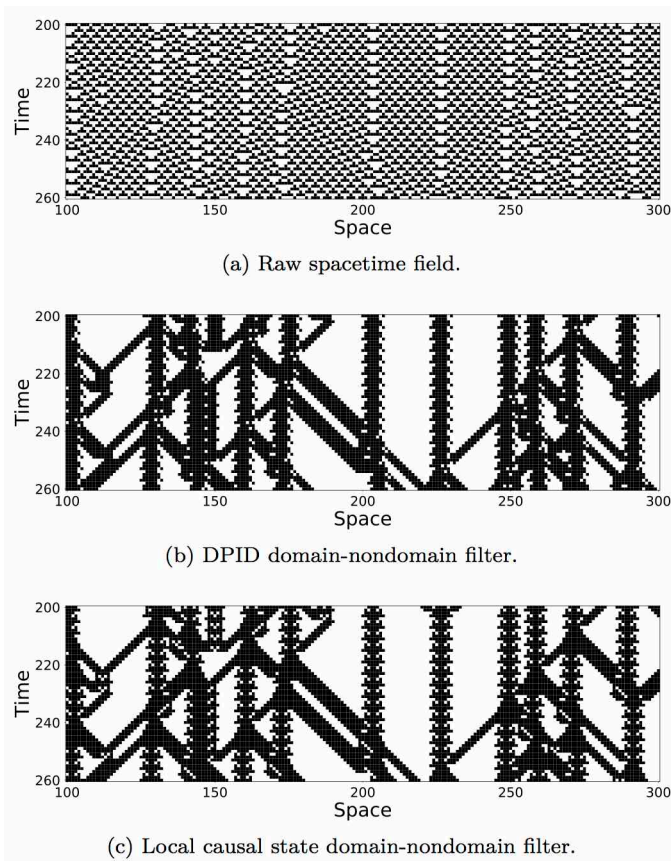 200
220
240
260
Time
100 150 200 250 300
Space
(a) Raw spacetime field.
200
220
240
260
Time
100 150 200 250 300
Space
(b) DPID domain-nondomain filter.
200
220
240
260
Time
100 150 200 250 300
Space
(c) Local causal state domain-nondomain filter.